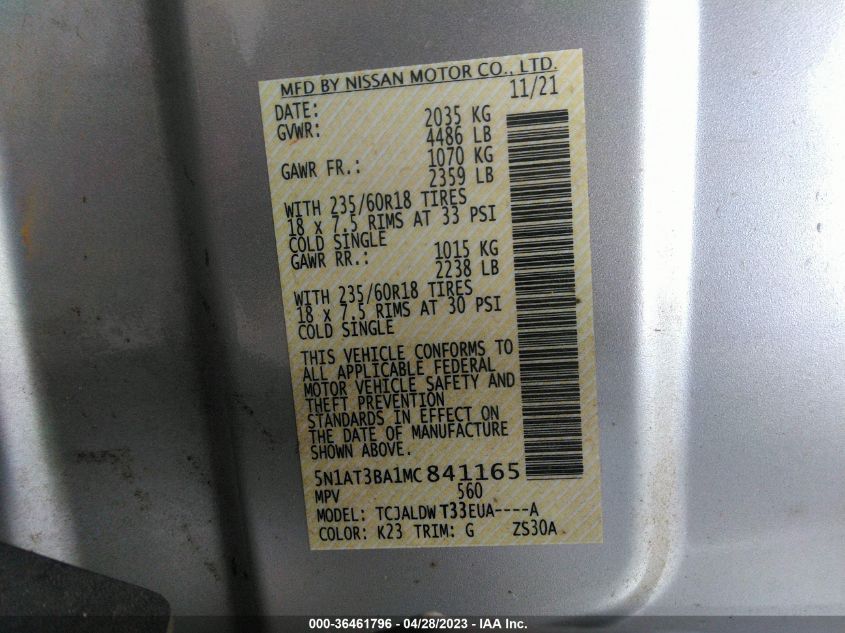 MFD BY NISSAN MOTOR CO., LTD.
DATE: 11/21
GVWR: 2035 KG
4486 LB
GAWR FR.: 1070 KG
2359 LB
WITH 235/60R18 TIRES
18 x 7.5 RIMS AT 33 PSI
COLD SINGLE
GAWR RR.: 1015 KG
2238 LB
WITH 235/60R18 TIRES
18 x 7.5 RIMS AT 30 PSI
COLD SINGLE
THIS VEHICLE CONFORMS TO
ALL APPLICABLE FEDERAL
MOTOR VEHICLE SAFETY AND
THEFT PREVENTION
STANDARDS IN EFFECT ON
THE DATE OF MANUFACTURE
SHOWN ABOVE.
5N1AT3BA1MC841165
MPV 560
MODEL: TCJALDWT33EUA----A
COLOR: K23 TRIM: G ZS30A
000-36461796 - 04/28/2023 - IAA Inc.